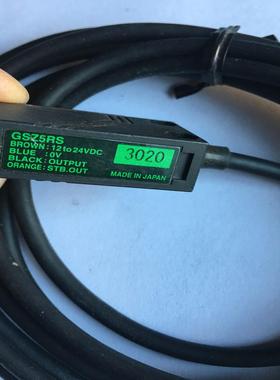 GSZ5RS
BROWN:12to24VDC
BLUE :0V
BLACK:OUTPUT
ORANGE:STB.OUT
3020
MADE IN JAPAN